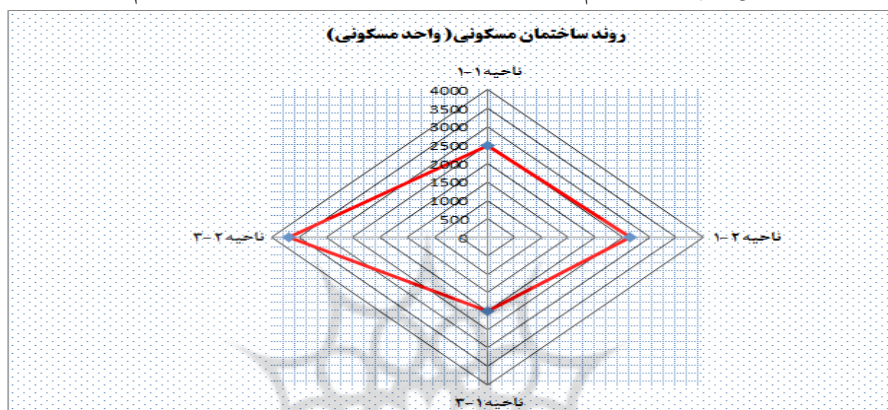 روند ساختمان مسکونی( واحد مسکونی)
ناحیه ۱-۱
4000
3500
3000
2500
2000
1500
1000
500
0
ناحیه ۲-۳
ناحیه ۲-۱
ناحیه ۱-۳